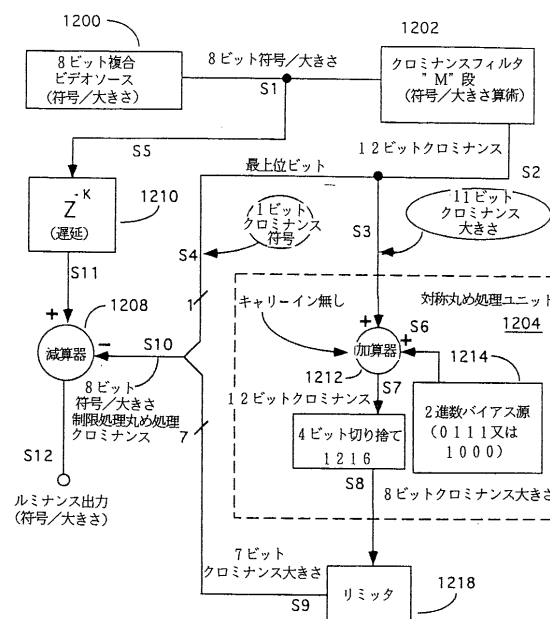 1200
8ビット複合
ビデオソース
(符号/大きさ)
8ビット符号/大きさ
S1
1202
クロミナンスフィルタ
"M"段
(符号/大きさ算術)
S5
12ビットクロミナンス
S2
最上位ビット
Z^-K
(遅延)
1210
S4
1ビット
クロミナンス
符号
S3
11ビット
クロミナンス
大きさ
S11
1
キャリーイン無し
対称丸め処理ユニット
1204
+
1208
減算器
−
S10
+
S6
+
加算器
1212
S7
1214
2進数バイアス源
(0111又は
1000)
8ビット
符号/大きさ
制限処理丸め処理
クロミナンス
7
12ビットクロミナンス
4ビット切り捨て
1216
S12
S8
8ビットクロミナンス大きさ
ルミナンス出力
(符号/大きさ)
7ビット
クロミナンス大きさ
S9
リミッタ
1218